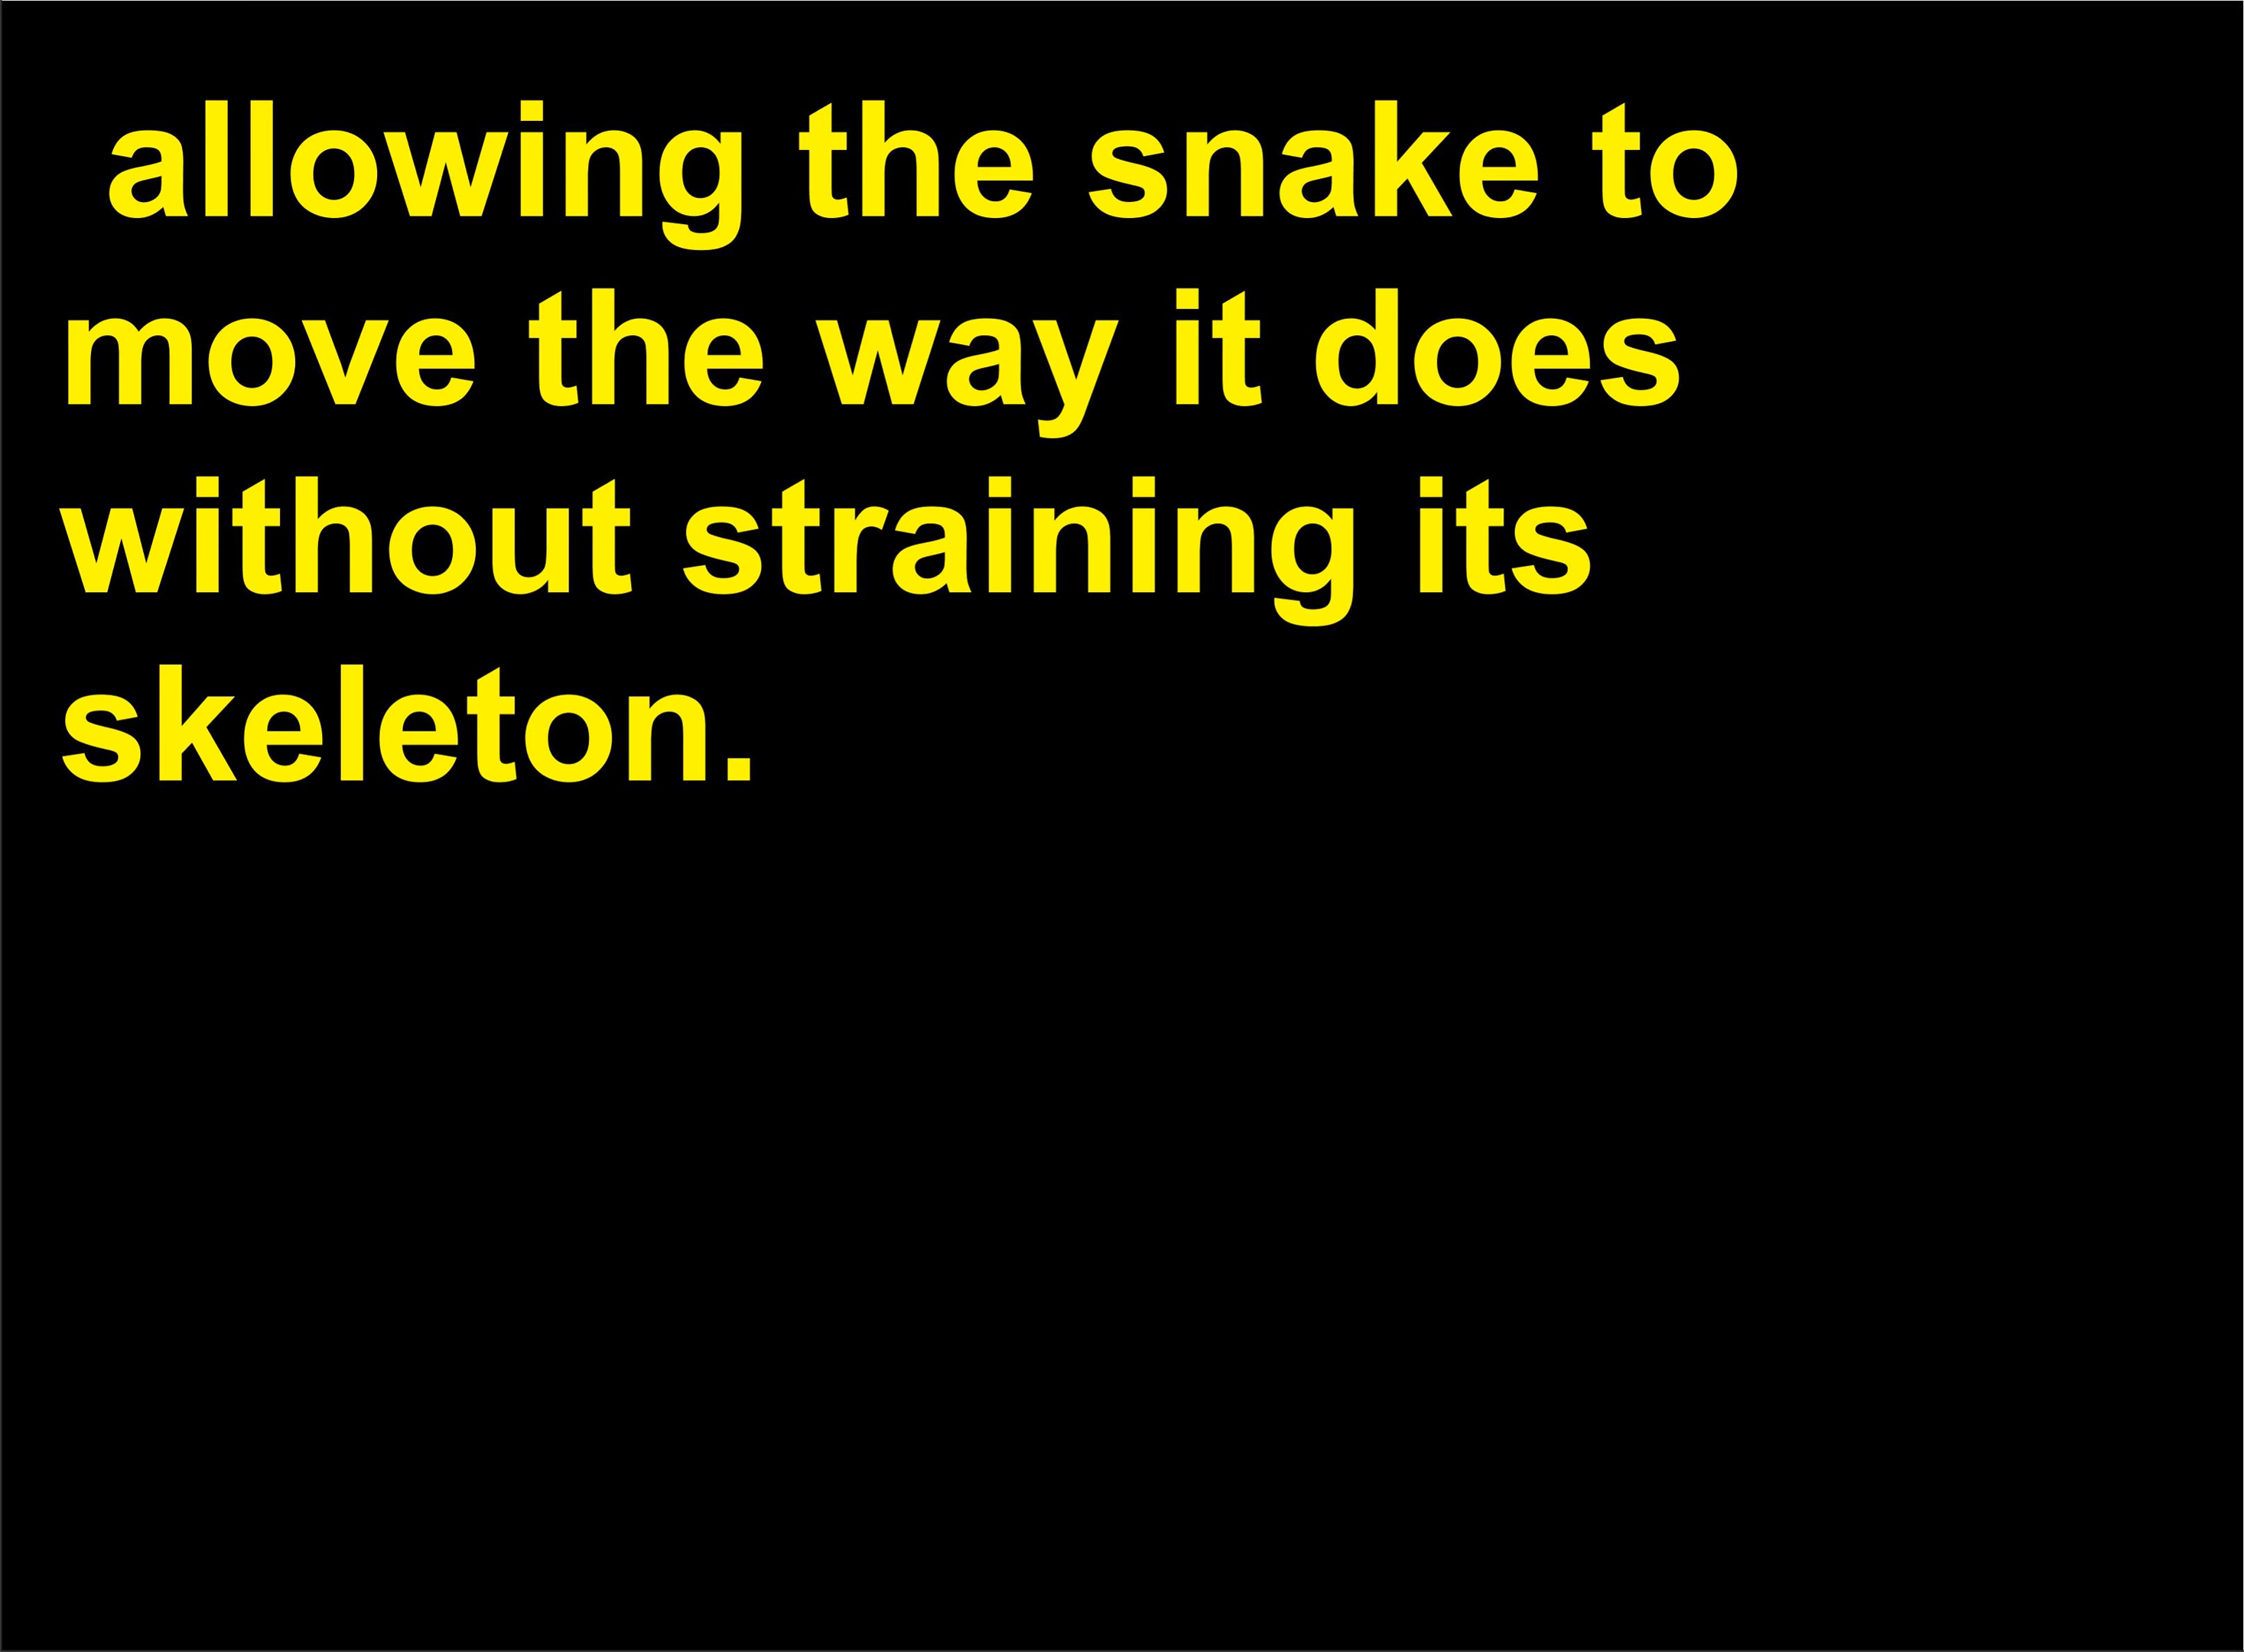 allowing the snake to
move the way it does
without straining its
skeleton.